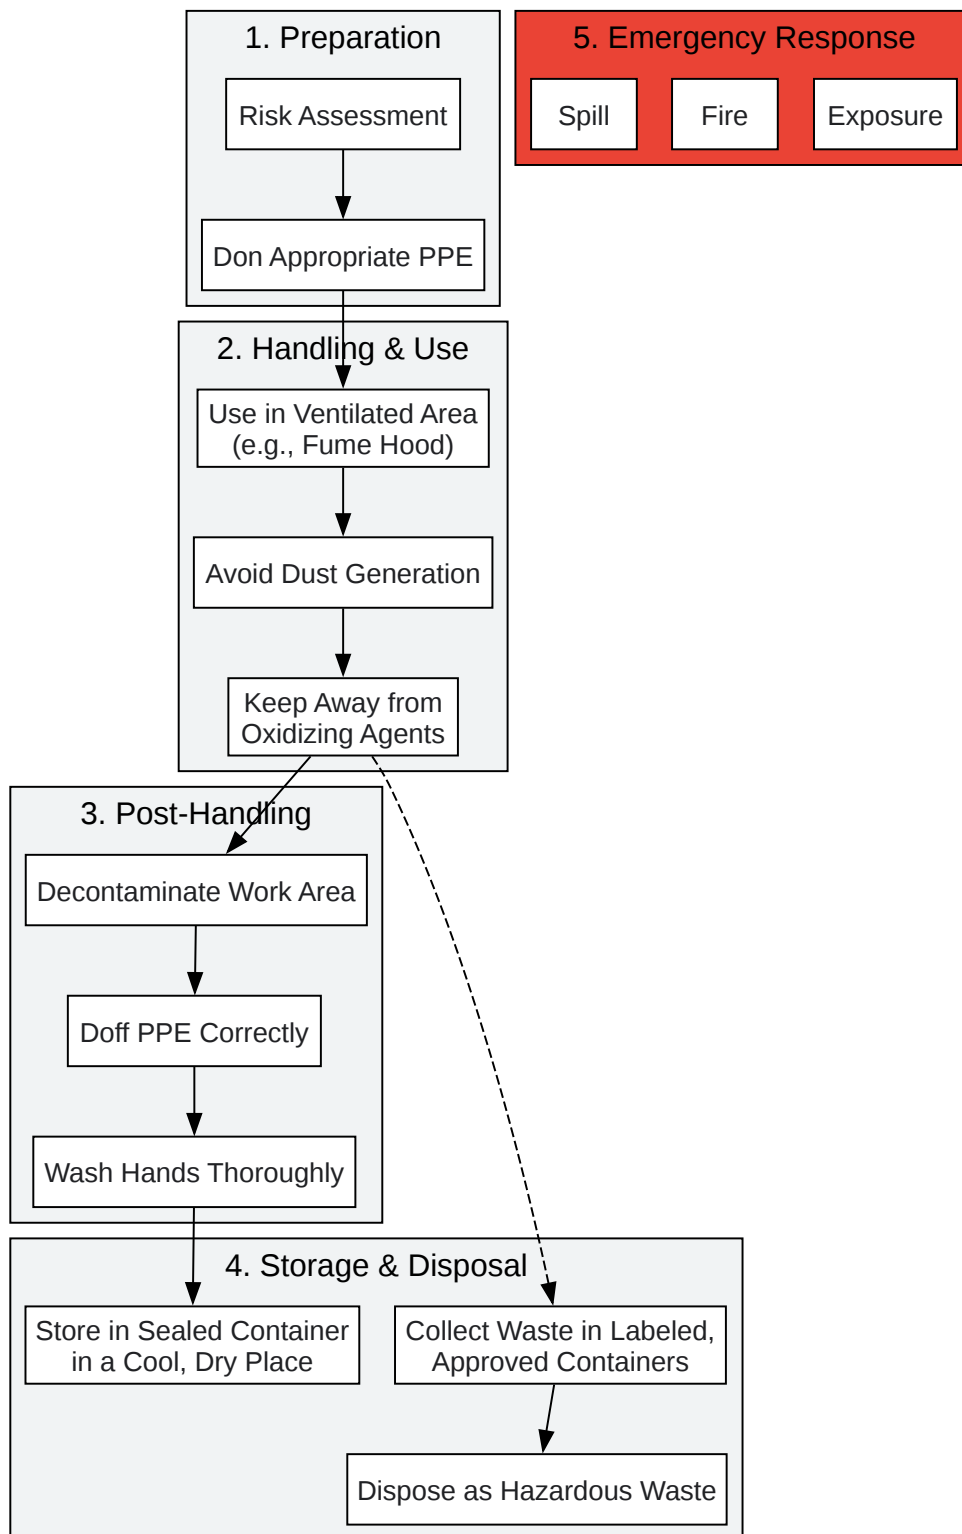 1. Preparation
Risk Assessment
Don Appropriate PPE
5. Emergency Response
Spill
Fire
Exposure
2. Handling & Use
Use in Ventilated Area
(e.g., Fume Hood)
Avoid Dust Generation
Keep Away from
Oxidizing Agents
3. Post-Handling
Decontaminate Work Area
Doff PPE Correctly
Wash Hands Thoroughly
4. Storage & Disposal
Store in Sealed Container
in a Cool, Dry Place
Collect Waste in Labeled,
Approved Containers
Dispose as Hazardous Waste